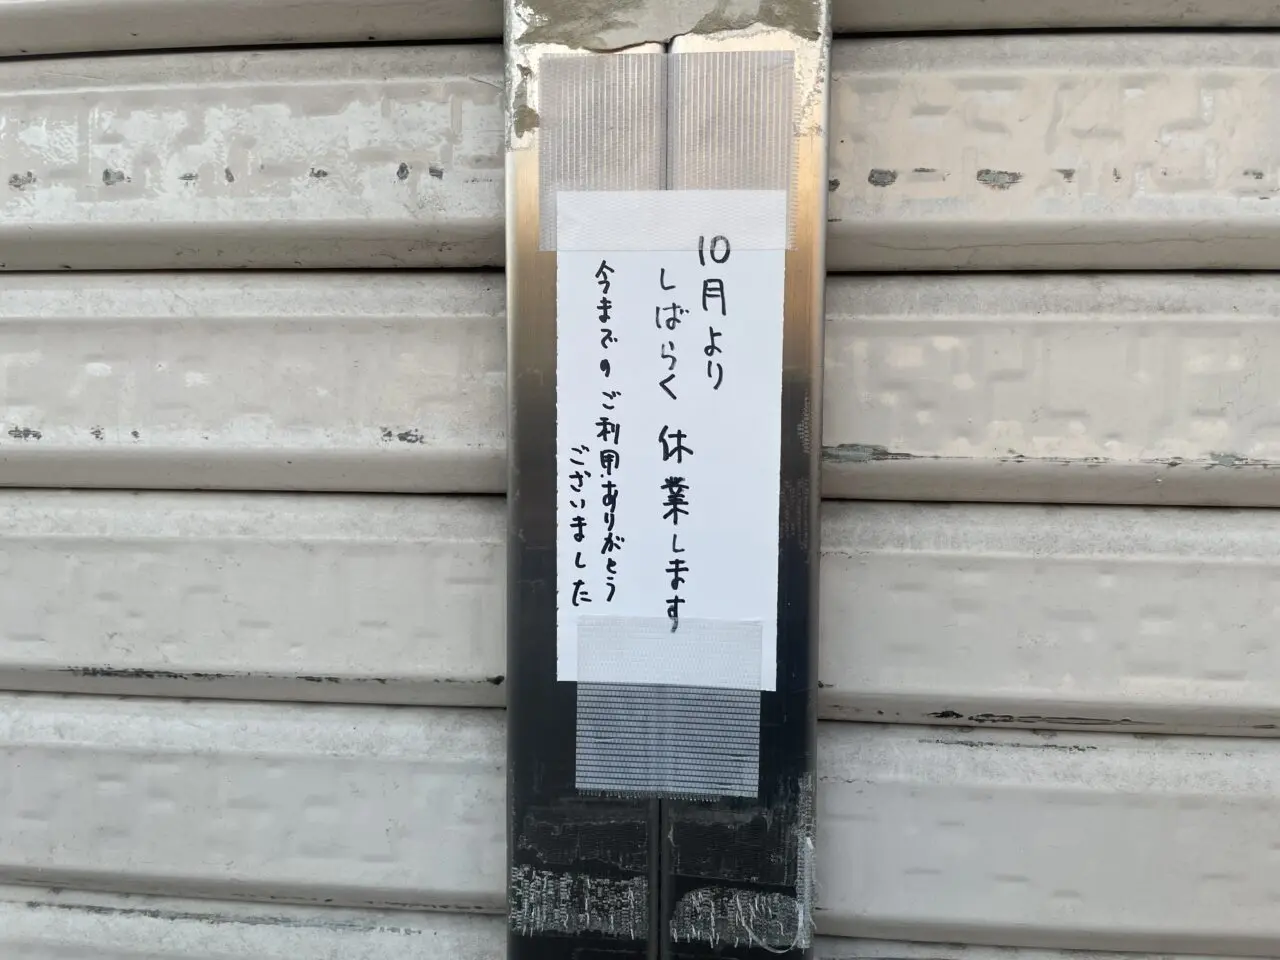 10月より
しばらく休業します
今までのご利用ありがとう
ございました